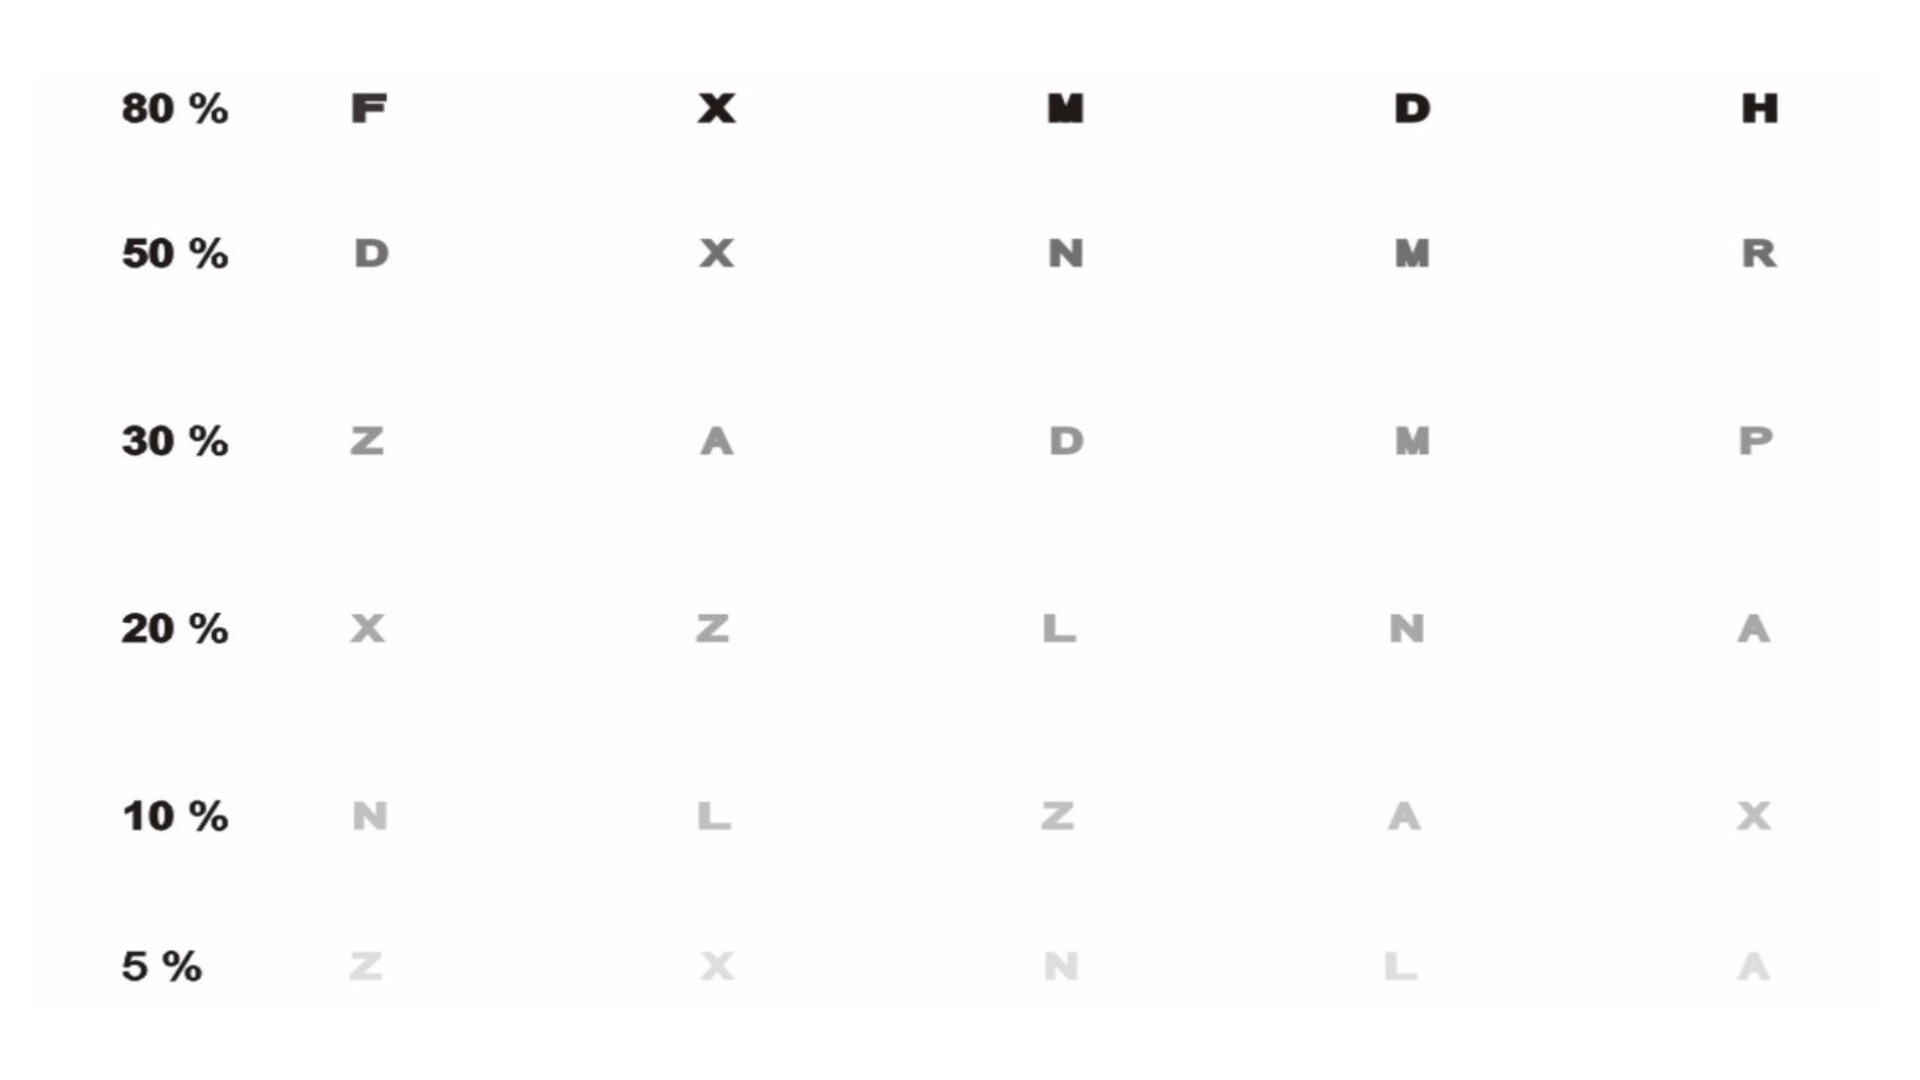 80 % F X M D H
50 % D X N M R
30 % Z A D M P
20 % X Z L N A
10 % N L Z A X
5 % Z X N L A